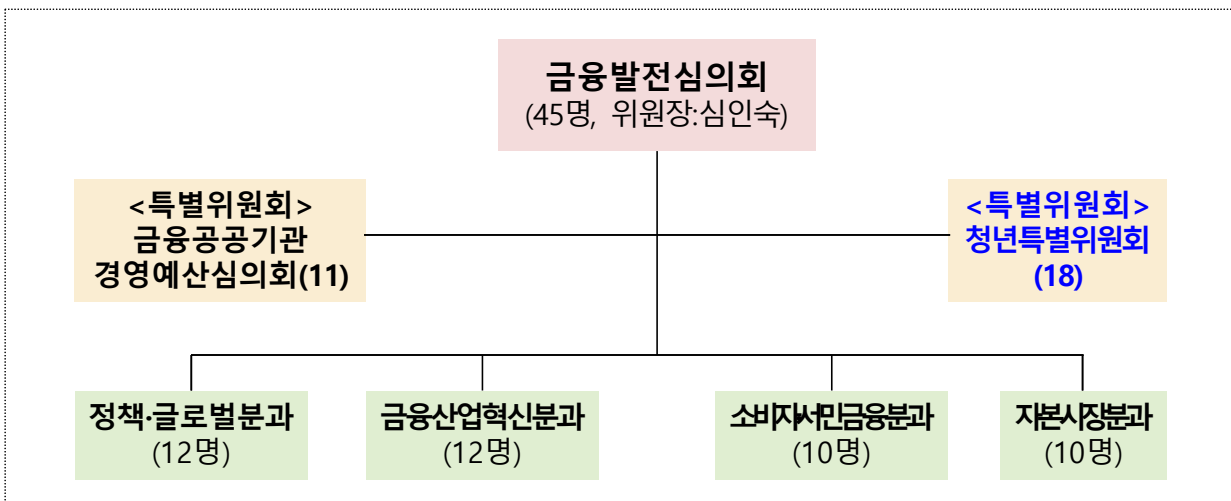 금융발전심의회
(45명, 위원장:심인숙)
<특별위원회>
금융공공기관
경영예산심의회(11)
<특별위원회>
청년특별위원회
(18)
정책·글로벌분과
(12명)
금융산업혁신분과
(12명)
소비자·서민금융분과
(10명)
자본시장분과
(10명)